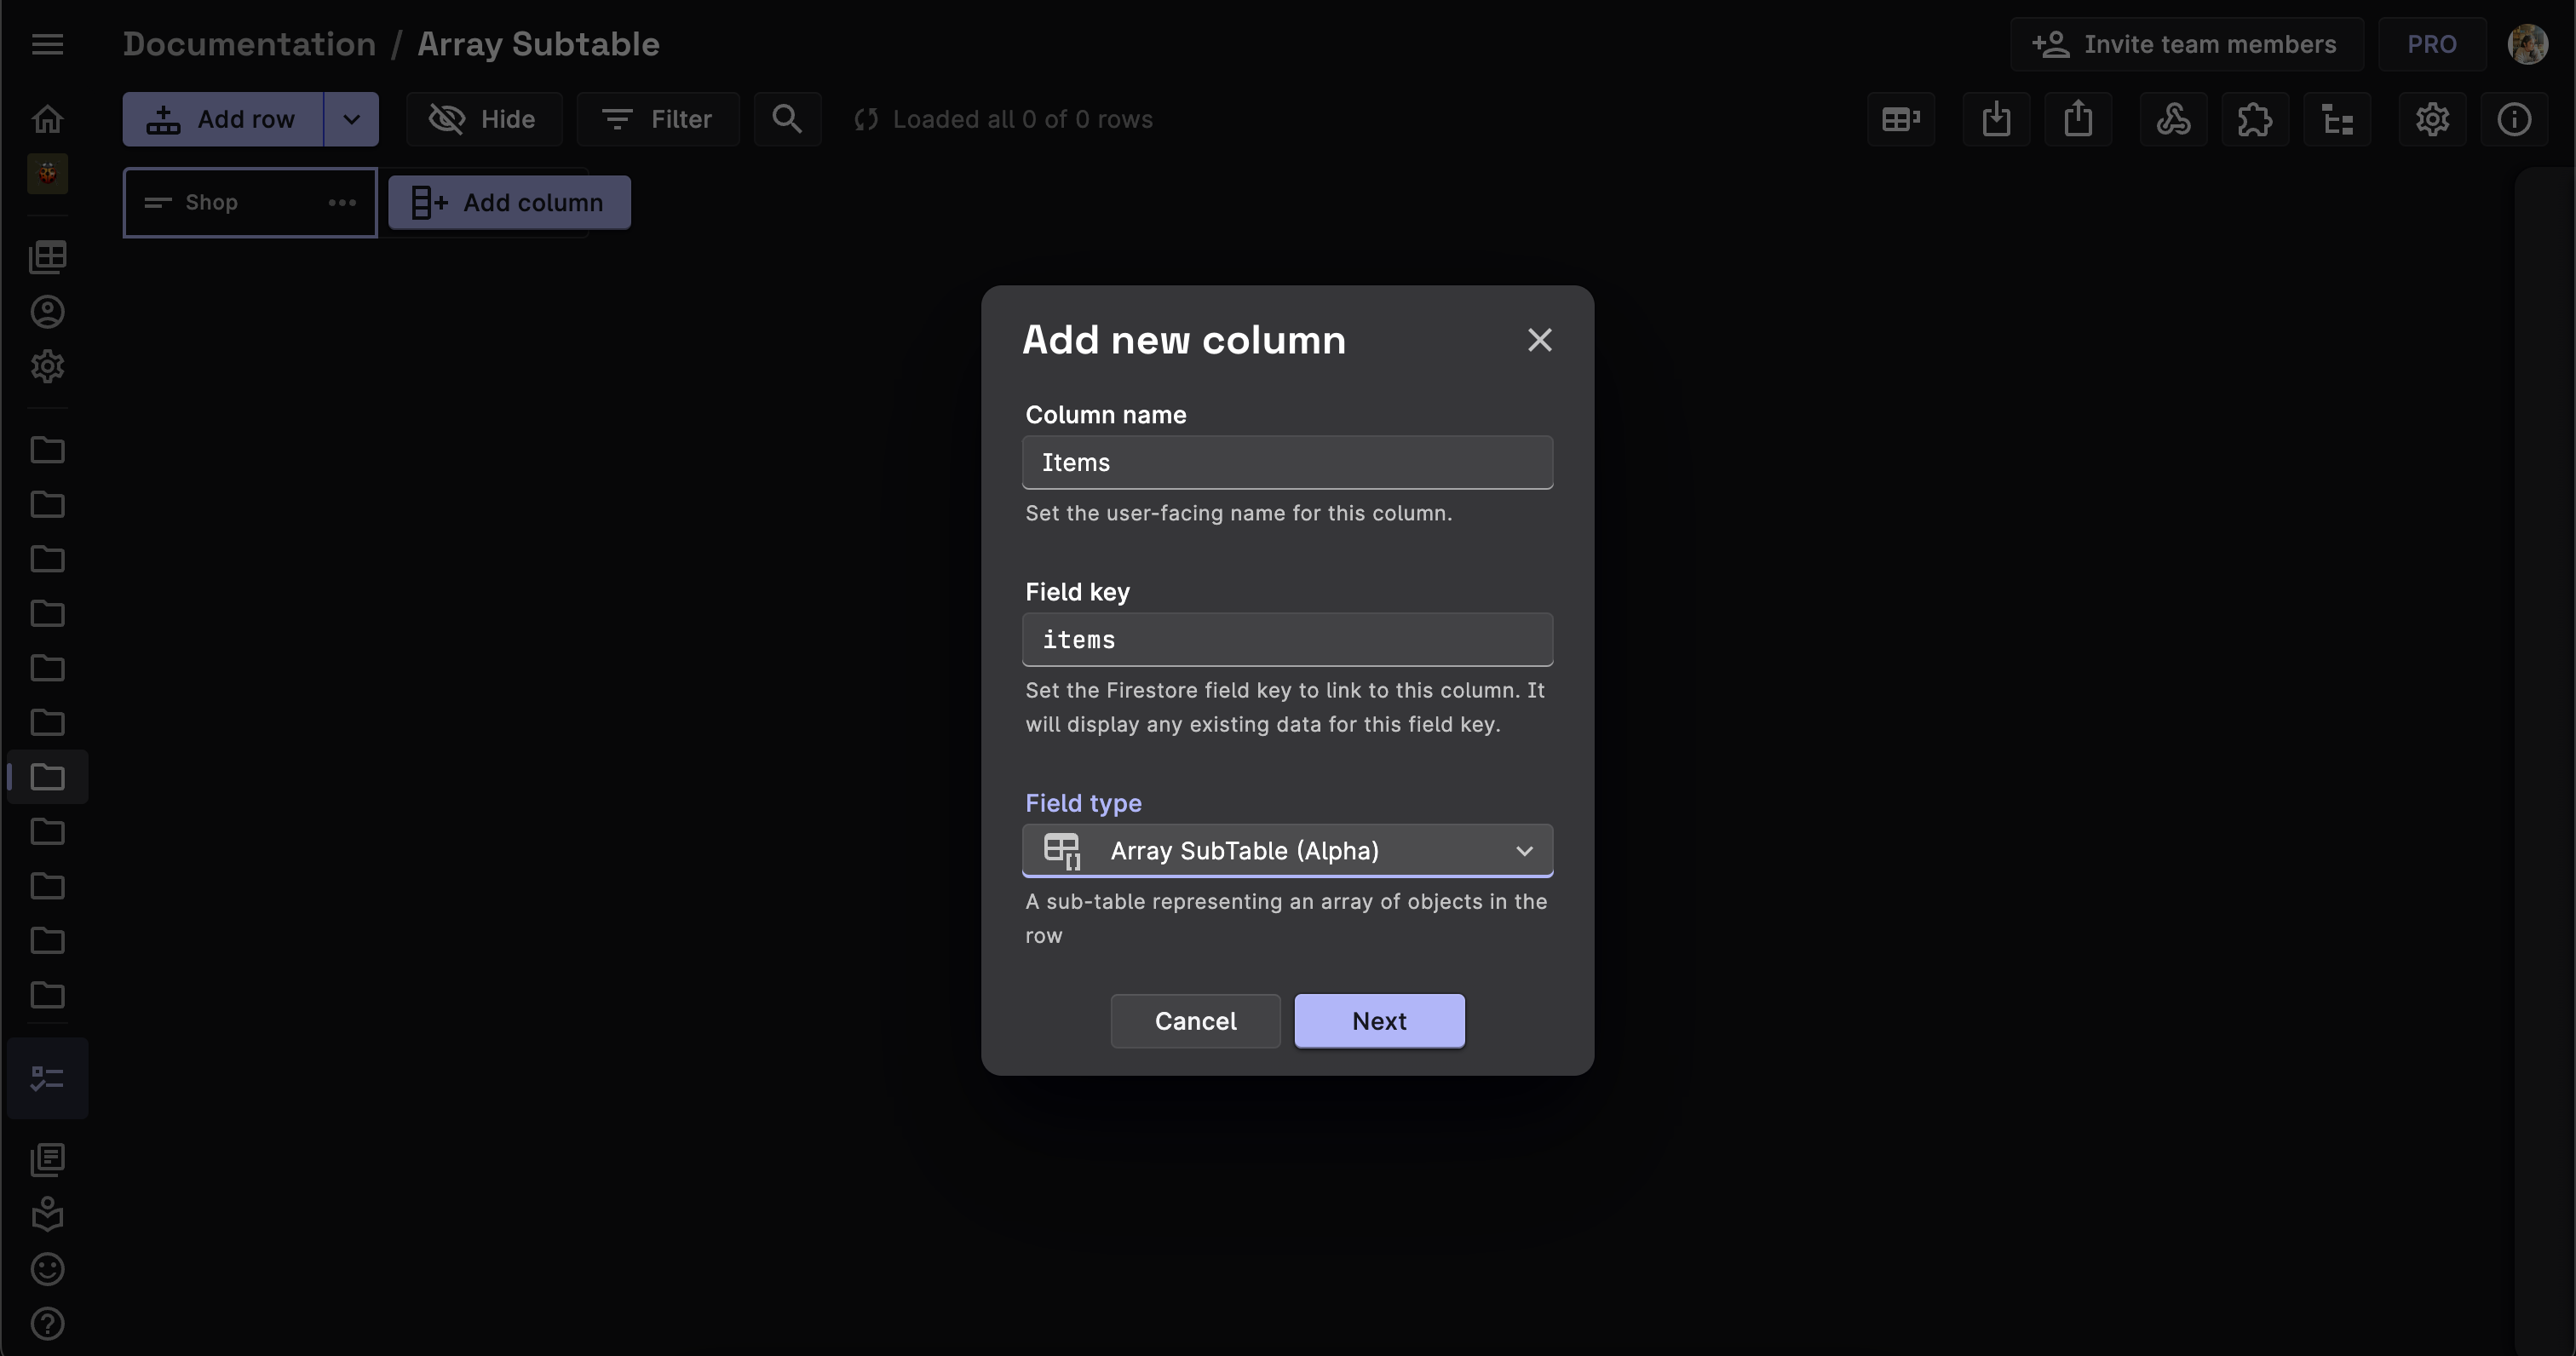 Documentation / Array Subtable
Invite team members
PRO
Add row
Hide
Filter
Loaded all 0 of 0 rows
Shop
Add column
Add new column
Column name
Items
Set the user-facing name for this column.
Field key
items
Set the Firestore field key to link to this column. It
will display any existing data for this field key.
Field type
Array SubTable (Alpha)
A sub-table representing an array of objects in the
row
Cancel
Next